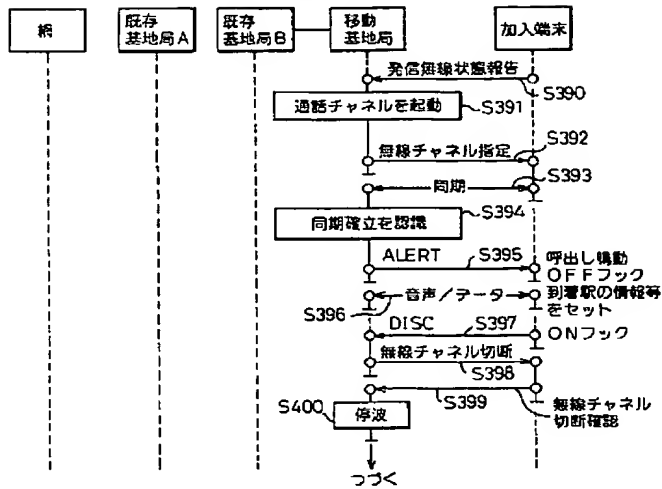 網
既存
基地局A
既存
基地局B
移動
基地局
加入端末
発信無線状態報告
S390
通話チャネルを起動
S391
S392
無線チャネル指定
S393
同期
同期確立を認識
S394
ALERT
S395
呼出し鳴動
OFFフック
音声/データ
到着駅の情報等
をセット
S396
DISC
S397
ONフック
無線チャネル切断
S398
S399
無線チャネル
切断確認
S400
停波
つづく